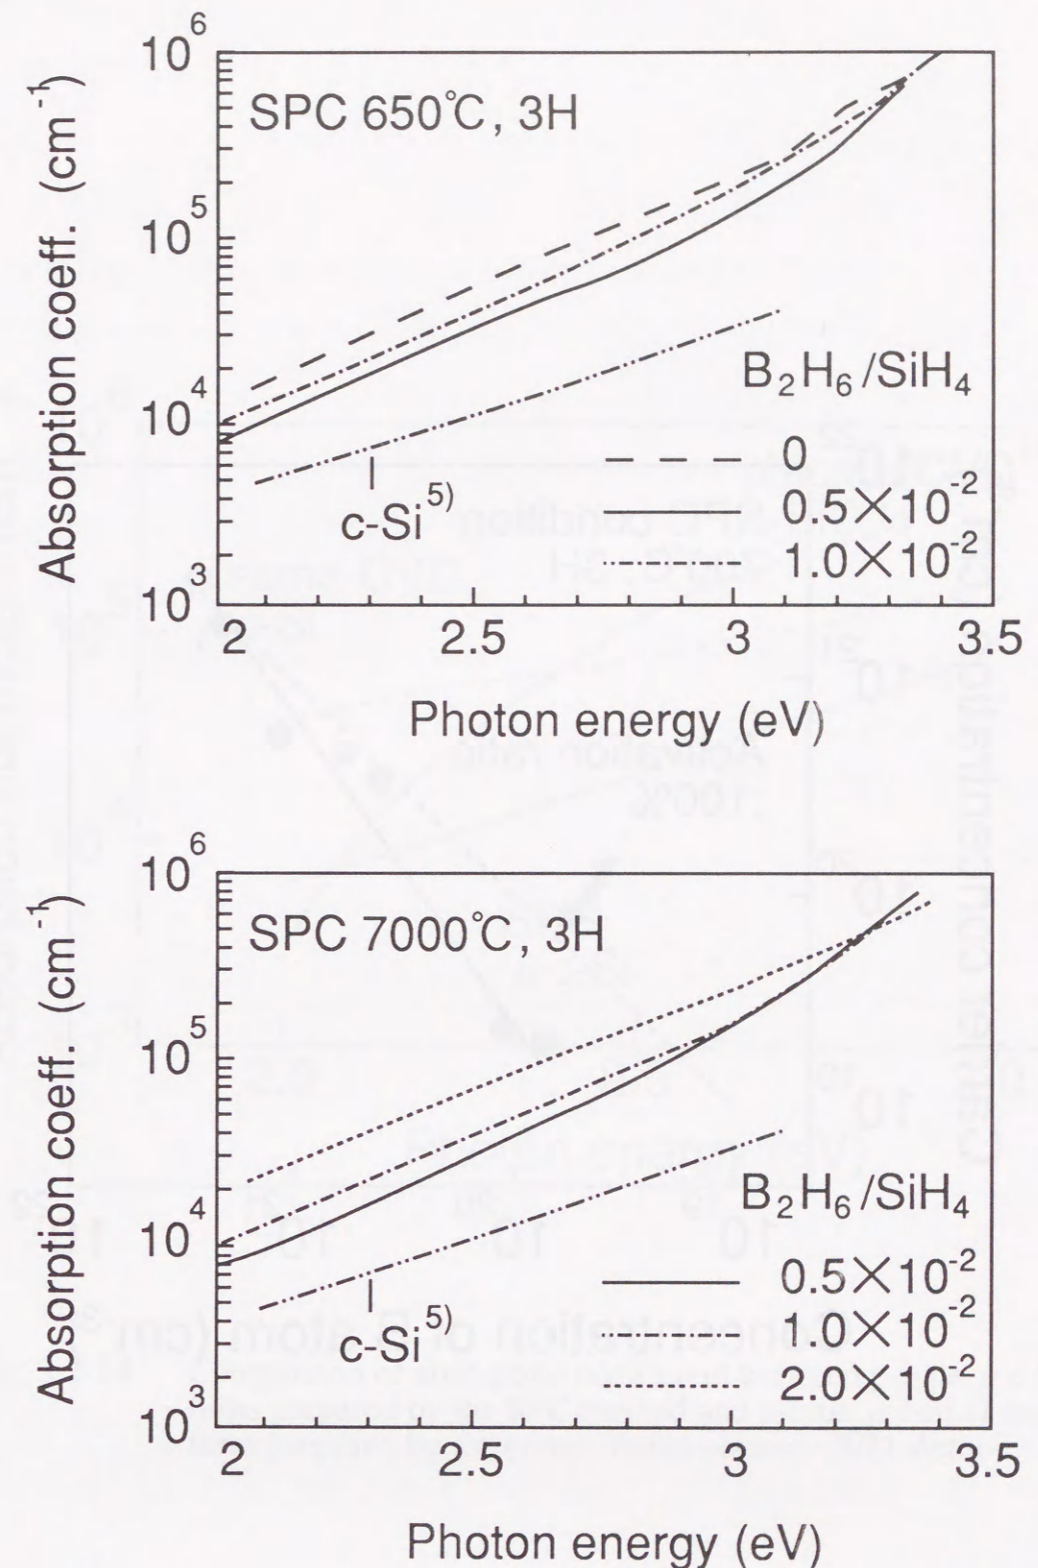 10^6
SPC 650℃, 3H
Absorption coeff. (cm^-1)
10^5
B2H6/SiH4
10^4
0
c-Si^5)
0.5×10^-2
1.0×10^-2
10^3
2 2.5 3 3.5
Photon energy (eV)
10^6
SPC 7000℃, 3H
Absorption coeff. (cm^-1)
10^5
B2H6/SiH4
10^4
0.5×10^-2
c-Si^5)
1.0×10^-2
2.0×10^-2
10^3
2 2.5 3 3.5
Photon energy (eV)